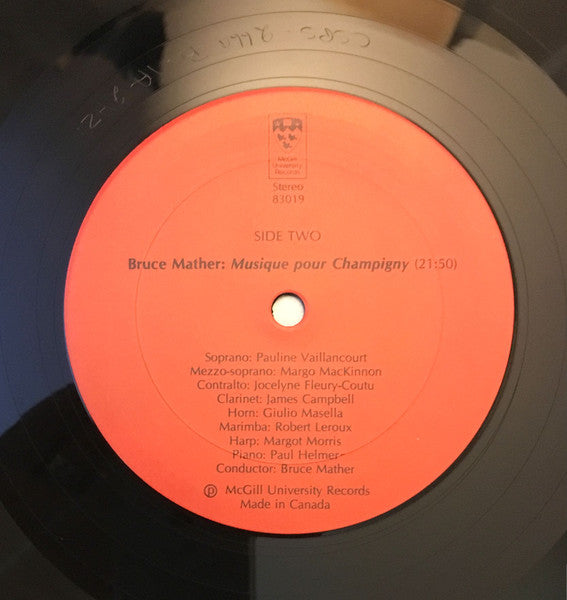 McGill
University
Records
Stereo
83019
SIDE TWO
Bruce Mather: Musique pour Champigny (21:50)
Soprano: Pauline Vaillancourt
Mezzo-soprano: Margo MacKinnon
Contralto: Jocelyne Fleury-Coutu
Clarinet: James Campbell
Horn: Giulio Masella
Marimba: Robert Leroux
Harp: Margot Morris
Piano: Paul Helmer
Conductor: Bruce Mather
℗ McGill University Records
Made in Canada